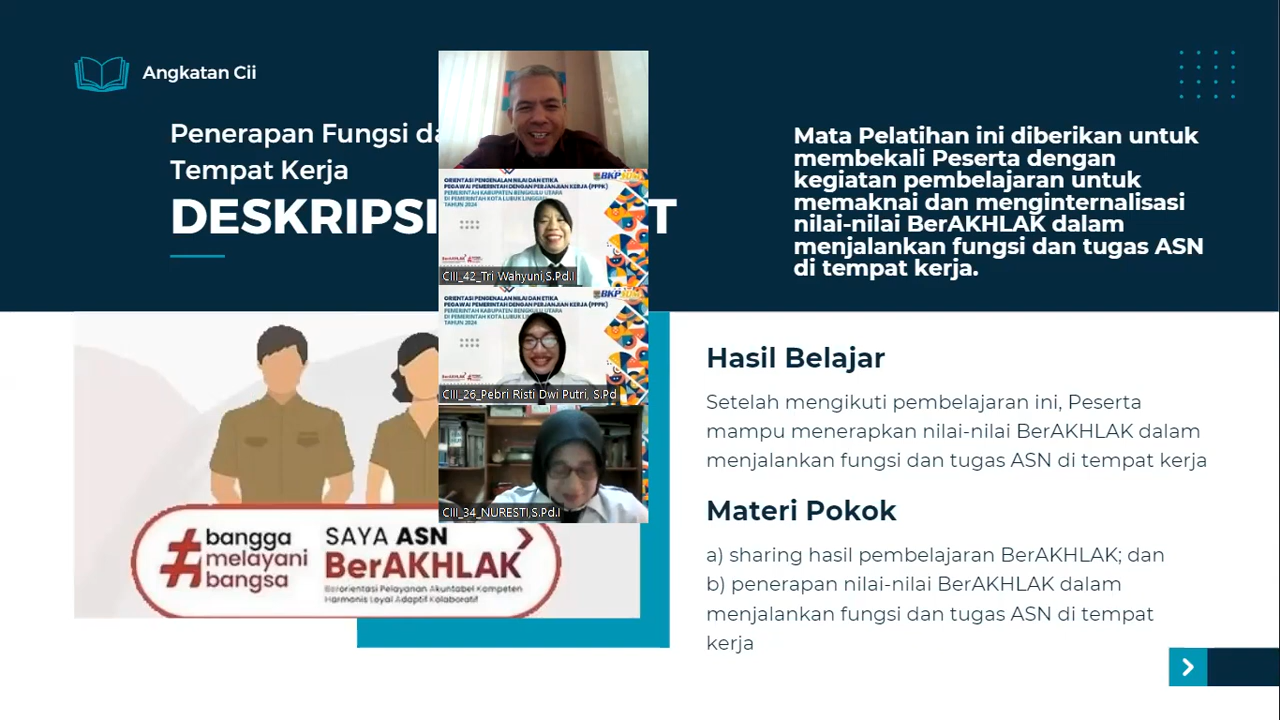 Angkatan Cii
Penerapan Fungsi da
Tempat Kerja
DESKRIPSI
T
Mata Pelatihan ini diberikan untuk
membekali Peserta dengan
kegiatan pembelajaran untuk
memaknai dan menginternalisasi
nilai-nilai BerAKHLAK dalam
menjalankan fungsi dan tugas ASN
di tempat kerja.
ORIENTASI PENGENALAN NILAI DAN ETIKA
PEGAWAI PEMERINTAH DENGAN PERJANJIAN KERJA (PPPK)
PEMERINTAH KABUPATEN BENGKULU UTARA
DI PEMERINTAH KOTA LUBUK LINGGAU
TAHUN 2024
CIII_42_Tri Wahyuni,S.Pd.I
ORIENTASI PENGENALAN NILAI DAN ETIKA
PEGAWAI PEMERINTAH DENGAN PERJANJIAN KERJA (PPPK)
PEMERINTAH KABUPATEN BENGKULU UTARA
DI PEMERINTAH KOTA LUBUK
TAHUN 2024
CIII_26_Pebri Risti Dwi Putri, S.Pd
CIII_34_NURESTI,S.Pd.I
#bangga
melayani
bangsa
SAYA ASN
BerAKHLAK
Berorientasi Pelayanan Akuntabel Kompeten
Harmonis Loyal Adaptif Kolaboratif
Hasil Belajar
Setelah mengikuti pembelajaran ini, Peserta
mampu menerapkan nilai-nilai BerAKHLAK dalam
menjalankan fungsi dan tugas ASN di tempat kerja
Materi Pokok
a) sharing hasil pembelajaran BerAKHLAK; dan
b) penerapan nilai-nilai BerAKHLAK dalam
menjalankan fungsi dan tugas ASN di tempat
kerja